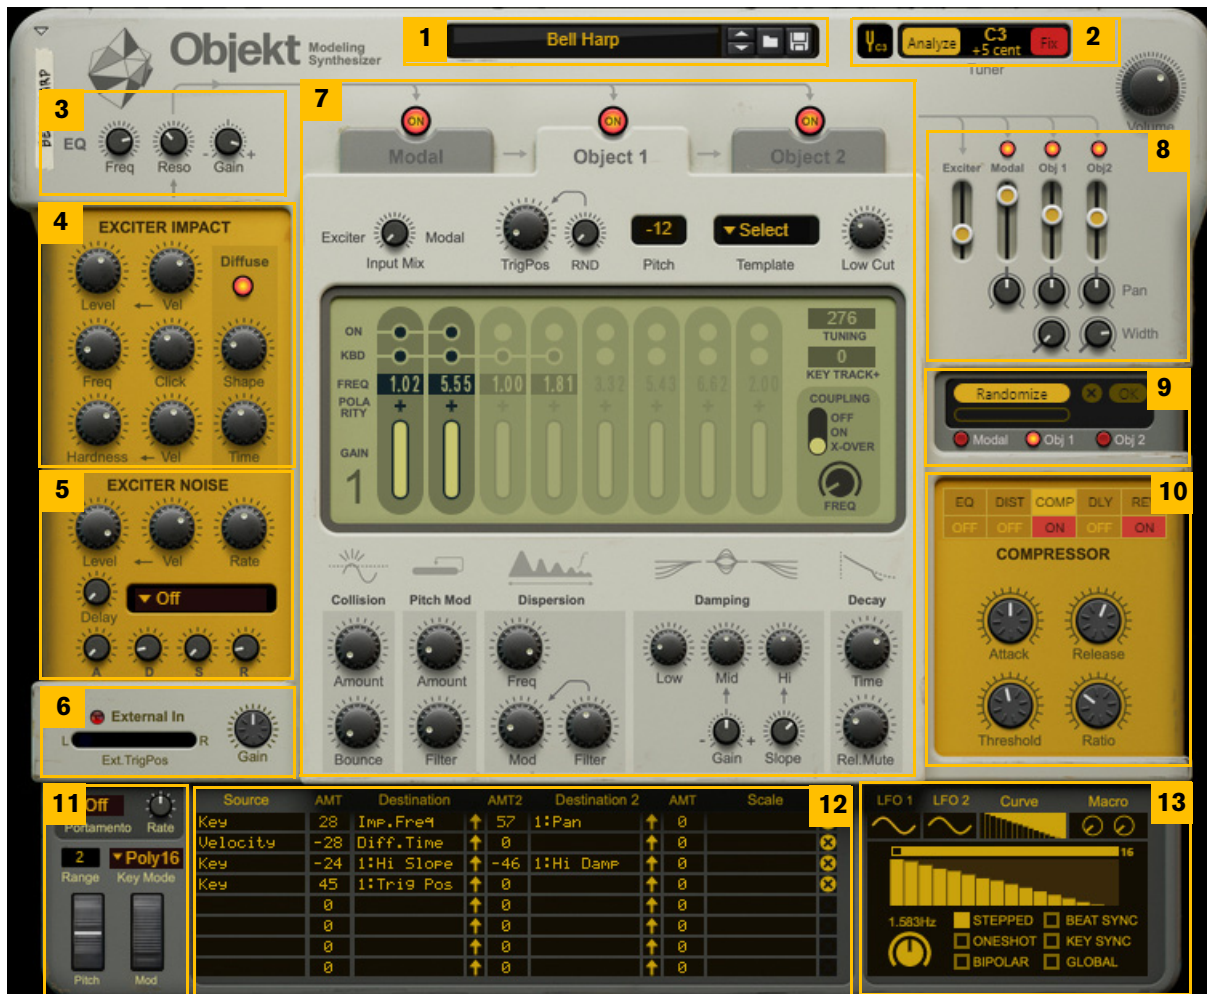 1
Bell Harp
C3
Analyze
C3
+5 cent
Fix
2
Tuner
Objekt Modeling Synthesizer
Volume
3
EQ
Freq Reso - Gain +
7
ON ON ON
Modal Object 1 Object 2
Exciter Modal
Input Mix
TrigPos RND
-12
Pitch
Select
Template
Low Cut
ON
KBD
FREQ 1.02 5.55 1.00 1.81 3.32 5.43 6.62 2.00
POLA
RITY
+ + + + + + + +
GAIN
1
276
TUNING
0
KEY TRACK+
COUPLING
OFF
ON
X-OVER
FREQ
Collision Pitch Mod Dispersion Damping Decay
Amount Amount Freq Low Mid Hi Time
Bounce Filter Mod Filter - Gain + Slope Rel.Mute
4
EXCITER IMPACT
Level Vel Diffuse
Freq Click Shape
Hardness Vel Time
5
EXCITER NOISE
Level Vel Rate
Delay Off
A D S R
6
External In
L R
Ext.TrigPos
Gain
8
Exciter Modal Obj 1 Obj2
Pan
Width
9
Randomize OK
Modal Obj 1 Obj 2
10
EQ DIST COMP DLY
OFF OFF ON OFF ON
COMPRESSOR
Attack Release
Threshold Ratio
11
Off
Portamento Rate
2 Poly16
Range Key Mode
Pitch Mod
12
Source AMT Destination AMT2 Destination 2 AMT Scale
Key 28 Imp.Freq 57 1:Pan 0
Velocity -28 Diff.Time 0 0
Key -24 1:Hi Slope -46 1:Hi Damp 0
Key 45 1:Trig Pos 0 0
0 0 0
0 0 0
0 0 0
0 0 0
13
LFO 1 LFO 2 Curve Macro
16
1.583Hz
STEPPED BEAT SYNC
ONESHOT KEY SYNC
BIPOLAR GLOBAL